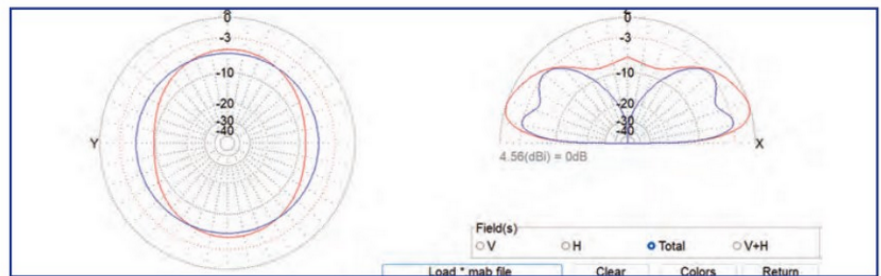 0
-3
-10
-20
-30
-40
Y
0
-3
-10
-20
-30
-40
X
4.56(dBi) = 0dB
Field(s)
V H Total V+H
Load *.mab file Clear Colors Return